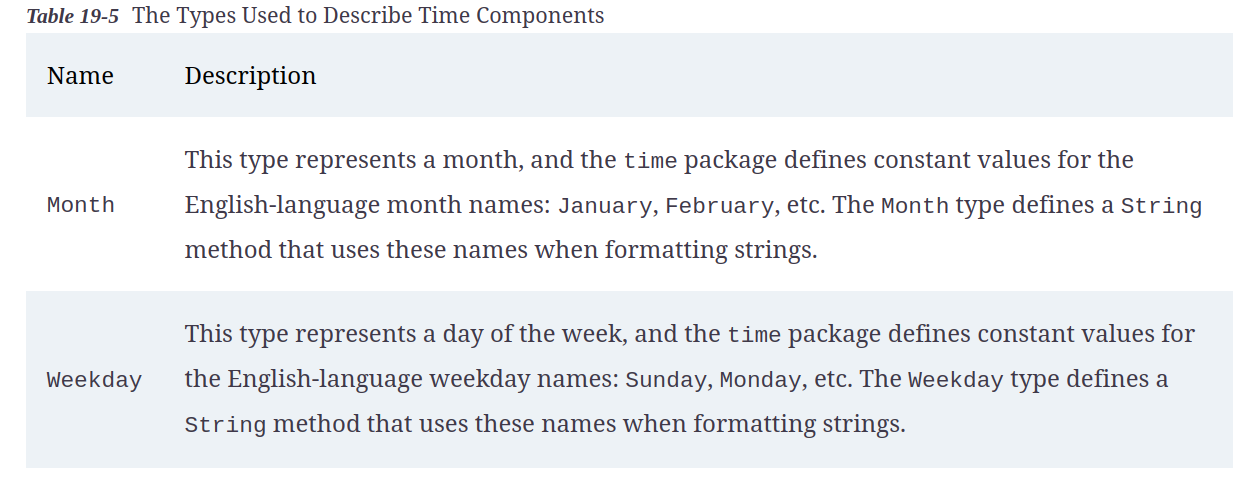 Table 19-5 The Types Used to Describe Time Components
Name Description
This type represents a month, and the time package defines constant values for the
Month English-language month names: January, February, etc. The Month type defines a String
method that uses these names when formatting strings.
This type represents a day of the week, and the time package defines constant values for
Weekday the English-language weekday names: Sunday, Monday, etc. The Weekday type defines a
String method that uses these names when formatting strings.